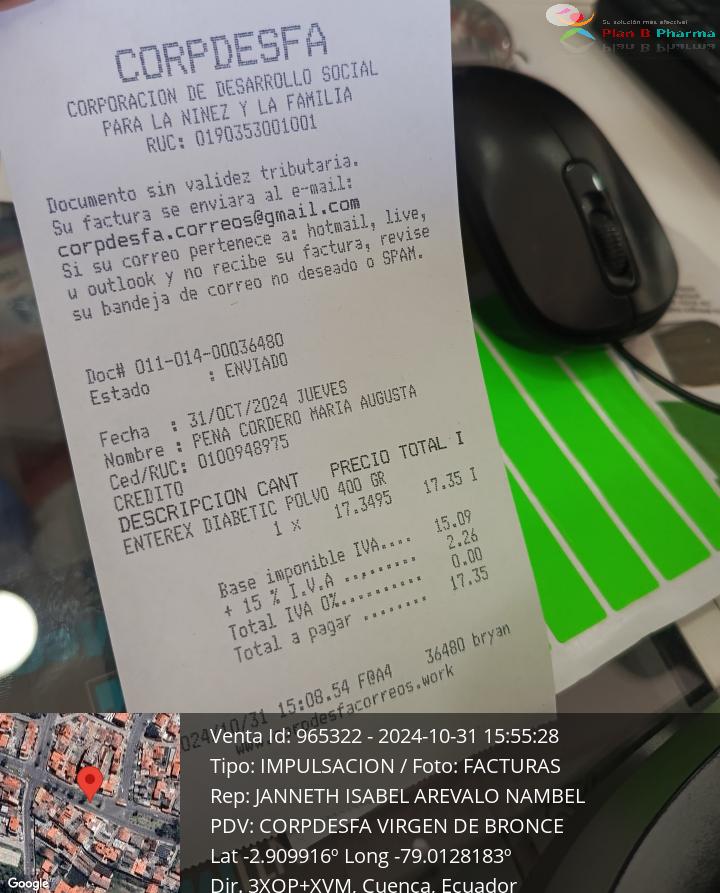 Su solución más efectiva!
Plan B Pharma
CORPDESFA
CORPORACION DE DESARROLLO SOCIAL
PARA LA NINEZ Y LA FAMILIA
RUC: 0190353001001
Documento sin validez tributaria.
Su factura se enviara al e-mail:
corpdesfa.correos@gmail.com
Si su correo pertenece a: hotmail, live,
u outlook y no recibe su factura, revise
su bandeja de correo no deseado o SPAM.
Doc# 011-014-00036480
Estado : ENVIADO
Fecha : 31/OCT/2024 JUEVES
Nombre : PENA CORDERO MARIA AUGUSTA
Ced/RUC: 0100948975
CREDITO
DESCRIPCION CANT PRECIO TOTAL I
ENTEREX DIABETIC POLVO 400 GR
1 x 17.3495 17.35 I
Base imponible IVA.... 15.09
+ 15 % I.V.A ......... 2.26
Total IVA 0%.......... 0.00
Total a pagar ........ 17.35
024/10/31 15:08.54 F@A4 36480 bryan
www.corpdesfacorreos.work
Venta Id: 965322 - 2024-10-31 15:55:28
Tipo: IMPULSACION / Foto: FACTURAS
Rep: JANNETH ISABEL AREVALO NAMBEL
PDV: CORPDESFA VIRGEN DE BRONCE
Lat -2.909916º Long -79.0128183º
Dir. 3XQP+XVM, Cuenca, Ecuador
Google